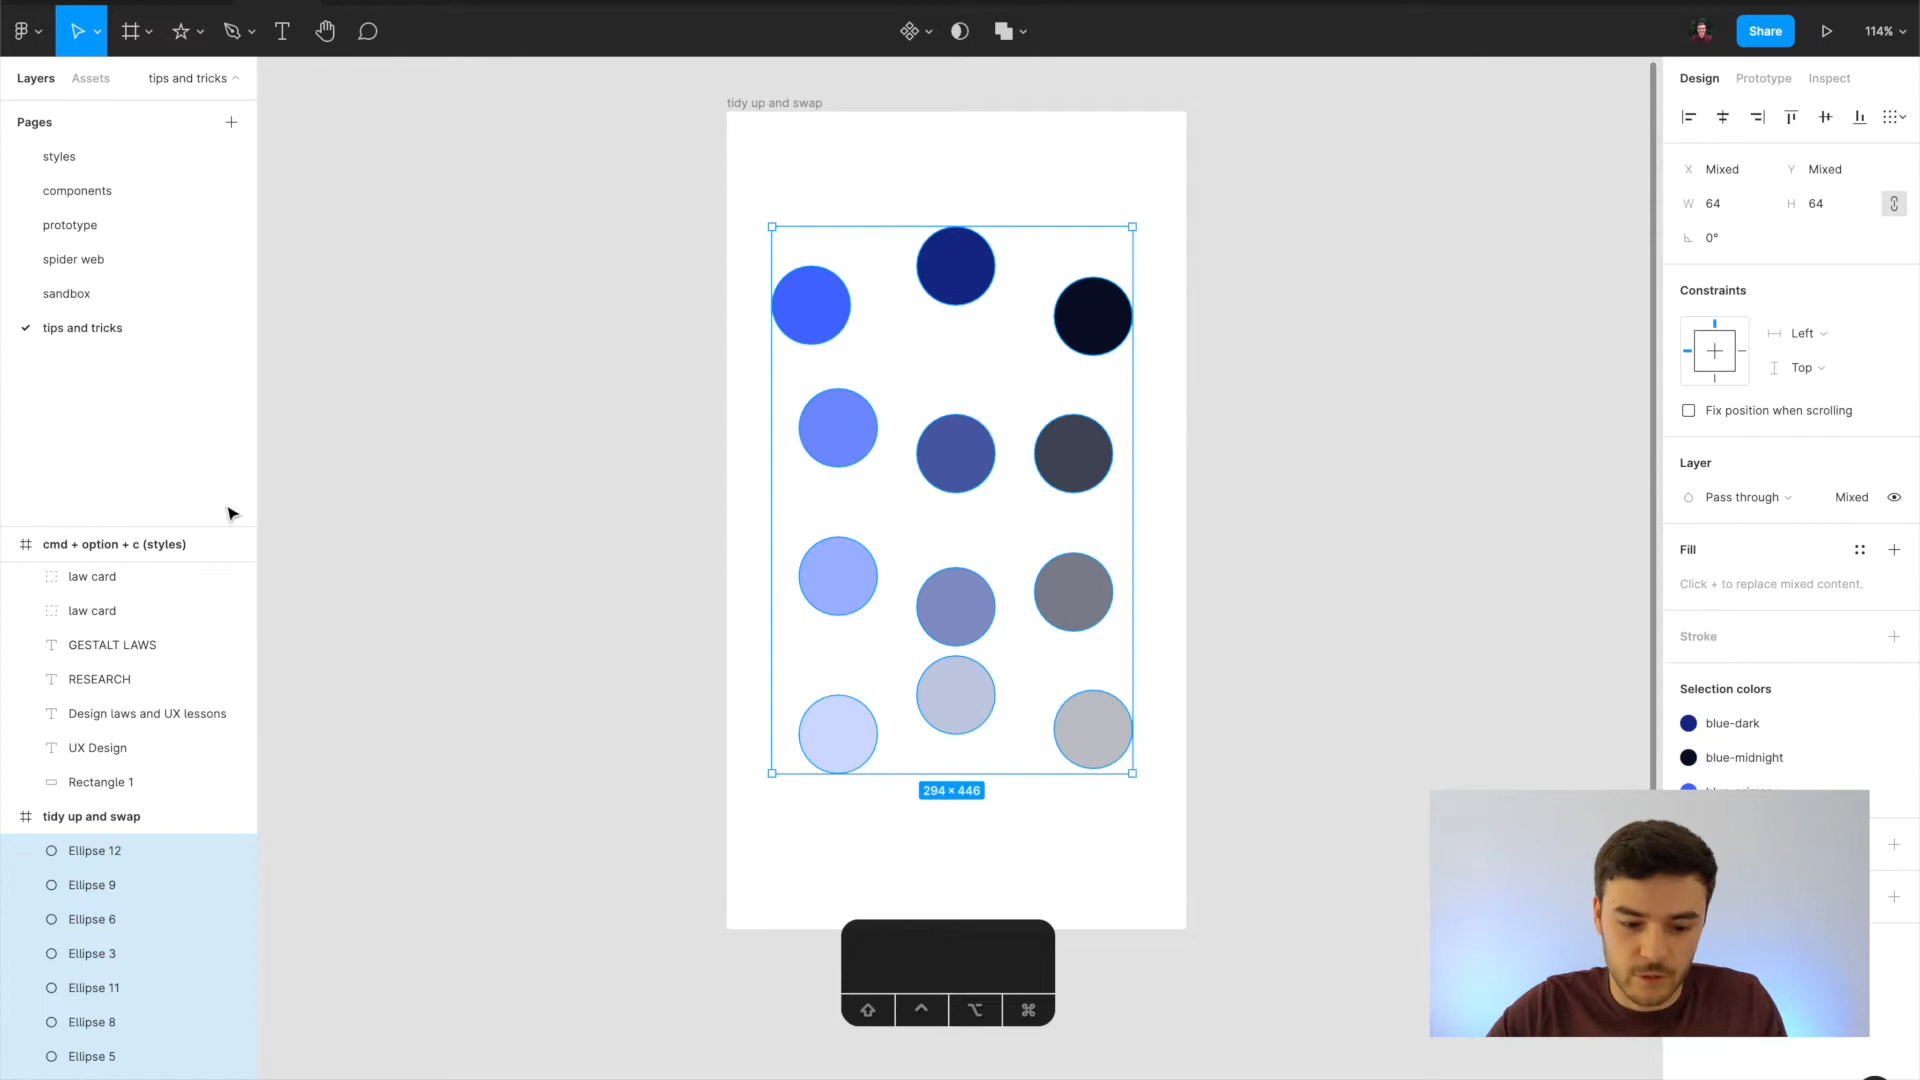 Share
114%
Layers
Assets
tips and tricks
Design
Prototype
Inspect
Pages
styles
components
prototype
spider web
sandbox
tips and tricks
tidy up and swap
294 × 446
cmd + option + c (styles)
law card
law card
GESTALT LAWS
RESEARCH
Design laws and UX lessons
UX Design
Rectangle 1
tidy up and swap
Ellipse 12
Ellipse 9
Ellipse 6
Ellipse 3
Ellipse 11
Ellipse 8
Ellipse 5
X Mixed
Y Mixed
W 64
H 64
0°
Constraints
Left
Top
Fix position when scrolling
Layer
Pass through
Mixed
Fill
Click + to replace mixed content.
Stroke
Selection colors
blue-dark
blue-midnight